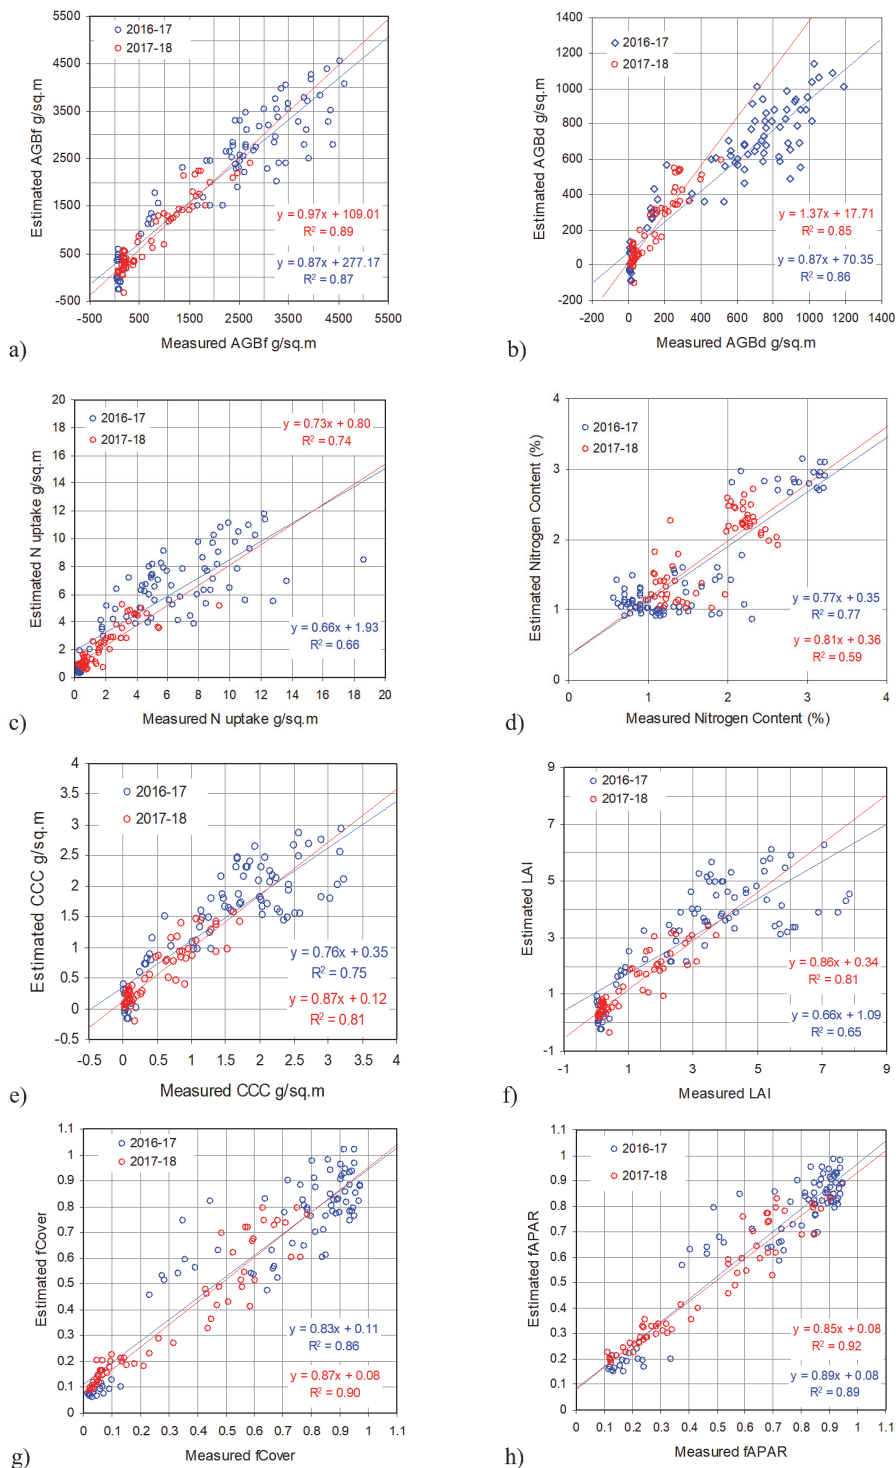 2016-17
2017-18
5500
4500
3500
2500
1500
500
500
-500
500
1500
2500
3500
4500
5500
Estimated AGBf g/sq.m
Measured AGBf g/sq.m
y = 0.97x + 109.01
R² = 0.89
y = 0.87x + 277.17
R² = 0.87
a)
2016-17
2017-18
1400
1200
1000
800
600
400
200
0
-200
-200
0
200
400
600
800
1000
1200
1400
Estimated AGBd g/sq.m
Measured AGBd g/sq.m
y = 1.37x + 17.71
R² = 0.85
y = 0.87x + 70.35
R² = 0.86
b)
2016-17
2017-18
20
18
16
14
12
10
8
6
4
2
0
0
2
4
6
8
10
12
14
16
18
20
Estimated N uptake g/sq.m
Measured N uptake g/sq.m
y = 0.73x + 0.80
R² = 0.74
y = 0.66x + 1.93
R² = 0.66
c)
2016-17
2017-18
4
3
2
1
0
0
1
2
3
4
Estimated Nitrogen Content (%)
Measured Nitrogen Content (%)
y = 0.77x + 0.35
R² = 0.77
y = 0.81x + 0.36
R² = 0.59
d)
2016-17
2017-18
4
3.5
3
2.5
2
1.5
1
0.5
0
-0.5
-0.5
0
0.5
1
1.5
2
2.5
3
3.5
4
Estimated CCC g/sq.m
Measured CCC g/sq.m
y = 0.76x + 0.35
R² = 0.75
y = 0.87x + 0.12
R² = 0.81
e)
2016-17
2017-18
9
7
5
3
1
-1
-1
1
3
5
7
9
Estimated LAI
Measured LAI
y = 0.86x + 0.34
R² = 0.81
y = 0.66x + 1.09
R² = 0.65
f)
2016-17
2017-18
1.1
1
0.9
0.8
0.7
0.6
0.5
0.4
0.3
0.2
0.1
0
0
0.1
0.2
0.3
0.4
0.5
0.6
0.7
0.8
0.9
1
1.1
Estimated fCover
Measured fCover
y = 0.83x + 0.11
R² = 0.86
y = 0.87x + 0.08
R² = 0.90
g)
2016-17
2017-18
1.1
1
0.9
0.8
0.7
0.6
0.5
0.4
0.3
0.2
0.1
0
0
0.1
0.2
0.3
0.4
0.5
0.6
0.7
0.8
0.9
1
1.1
Estimated fAPAR
Measured fAPAR
y = 0.85x + 0.08
R² = 0.92
y = 0.89x + 0.08
R² = 0.89
h)